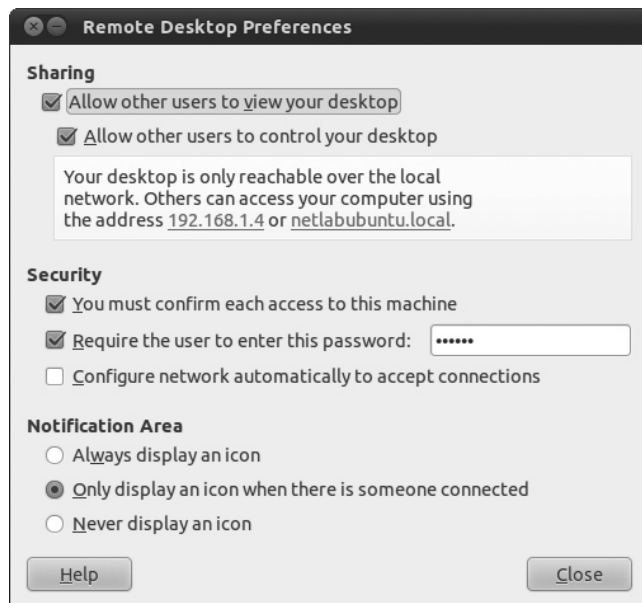 Remote Desktop Preferences
Sharing
Allow other users to view your desktop
Allow other users to control your desktop
Your desktop is only reachable over the local
network. Others can access your computer using
the address 192.168.1.4 or netlabubuntu.local.
Security
You must confirm each access to this machine
Require the user to enter this password: ••••••
Configure network automatically to accept connections
Notification Area
Always display an icon
Only display an icon when there is someone connected
Never display an icon
Help
Close